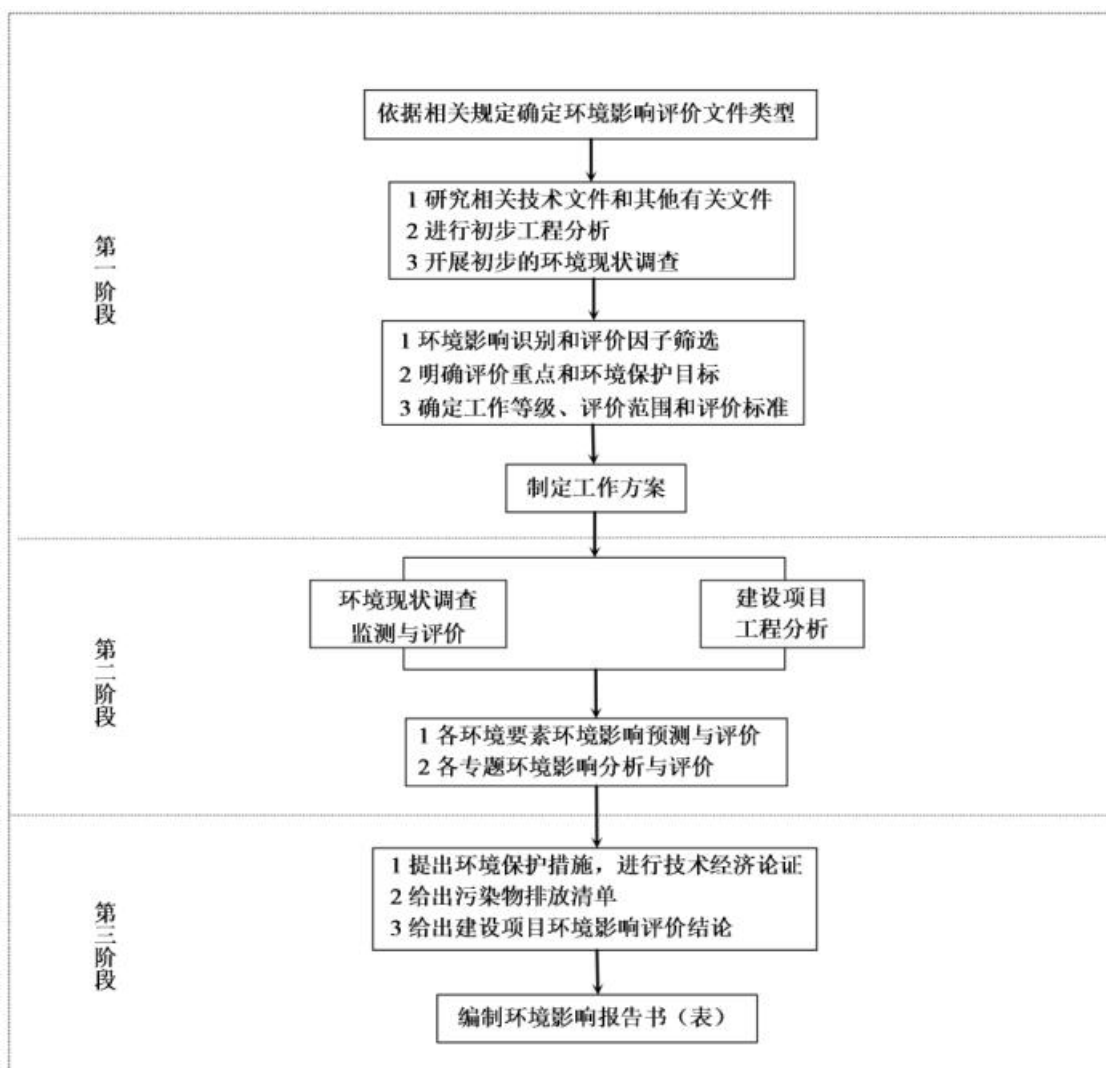 依据相关规定确定环境影响评价文件类型
第一阶段
1 研究相关技术文件和其他有关文件
2 进行初步工程分析
3 开展初步的环境现状调查
1 环境影响识别和评价因子筛选
2 明确评价重点和环境保护目标
3 确定工作等级、评价范围和评价标准
制定工作方案
第二阶段
环境现状调查
监测与评价
建设项目
工程分析
1 各环境要素环境影响预测与评价
2 各专题环境影响分析与评价
第三阶段
1 提出环境保护措施，进行技术经济论证
2 给出污染物排放清单
3 给出建设项目环境影响评价结论
编制环境影响报告书（表）